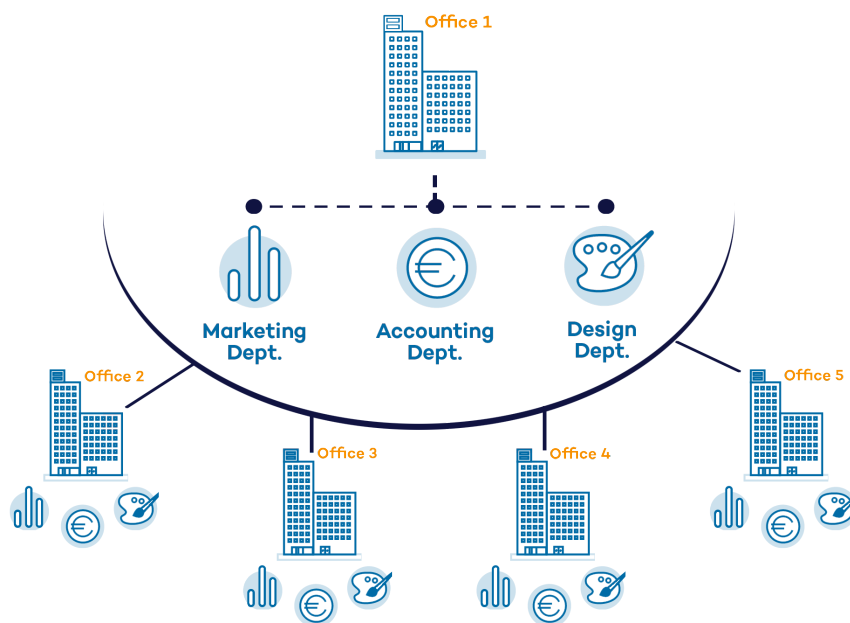 Office 1
Marketing
Dept.
Accounting
Dept.
Design
Dept.
Office 2
Office 3
Office 4
Office 5